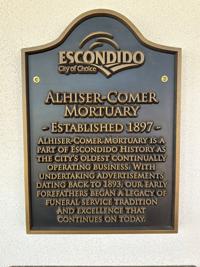 ESCONDIDO
City of Choice
ALHISER-COMER
MORTUARY
- ESTABLISHED 1897 -
ALHISER-COMER MORTUARY IS A
PART OF ESCONDIDO HISTORY AS
THE CITY'S OLDEST CONTINUALLY
OPERATING BUSINESS. WITH
UNDERTAKING ADVERTISEMENTS
DATING BACK TO 1893, OUR EARLY
FOREFATHERS BEGAN A LEGACY OF
FUNERAL SERVICE TRADITION
AND EXCELLENCE THAT
CONTINUES ON TODAY.